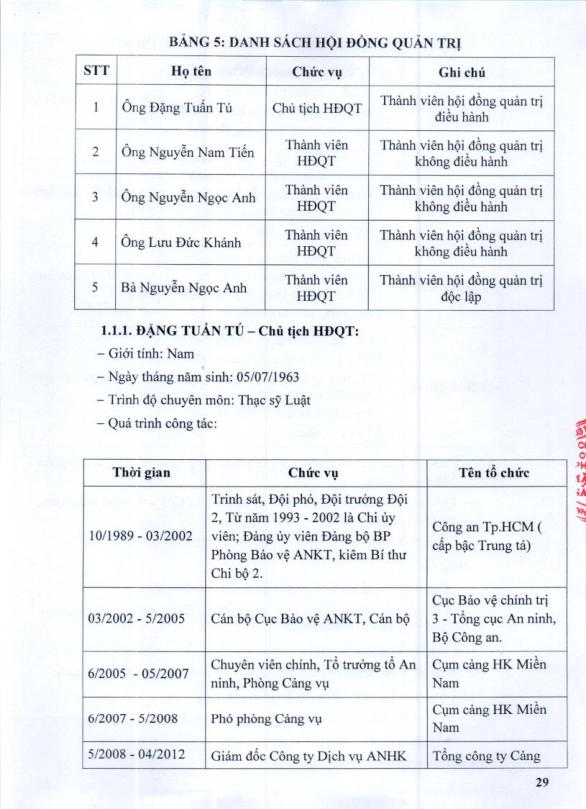 BẢNG 5: DANH SÁCH HỘI ĐỒNG QUẢN TRỊ
STT Họ tên Chức vụ Ghi chú
1 Ông Đặng Tuấn Tú Chủ tịch HĐQT Thành viên hội đồng quản trị
điều hành
2 Ông Nguyễn Nam Tiến Thành viên Thành viên hội đồng quản trị
HĐQT không điều hành
3 Ông Nguyễn Ngọc Anh Thành viên Thành viên hội đồng quản trị
HĐQT không điều hành
4 Ông Lưu Đức Khánh Thành viên Thành viên hội đồng quản trị
HĐQT không điều hành
5 Bà Nguyễn Ngọc Anh Thành viên Thành viên hội đồng quản trị
HĐQT độc lập
1.1.1. ĐẶNG TUẤN TÚ – Chủ tịch HĐQT:
– Giới tính: Nam
– Ngày tháng năm sinh: 05/07/1963
– Trình độ chuyên môn: Thạc sỹ Luật
– Quá trình công tác:
Thời gian Chức vụ Tên tổ chức
10/1989 - 03/2002
Trinh sát, Đội phó, Đội trưởng Đội
2, Từ năm 1993 - 2002 là Chi ủy
viên; Đảng ủy viên Đảng bộ BP
Phòng Bảo vệ ANKT, kiêm Bí thư
Chi bộ 2.
Công an Tp.HCM (
cấp bậc Trung tá)
03/2002 - 5/2005 Cán bộ Cục Bảo vệ ANKT, Cán bộ
Cục Bảo vệ chính trị
3 - Tổng cục An ninh,
Bộ Công an.
6/2005 - 05/2007
Chuyên viên chính, Tổ trưởng tổ An
ninh, Phòng Cảng vụ
Cụm cảng HK Miền
Nam
6/2007 - 5/2008 Phó phòng Cảng vụ
Cụm cảng HK Miền
Nam
5/2008 - 04/2012 Giám đốc Công ty Dịch vụ ANHK Tổng công ty Cảng
29